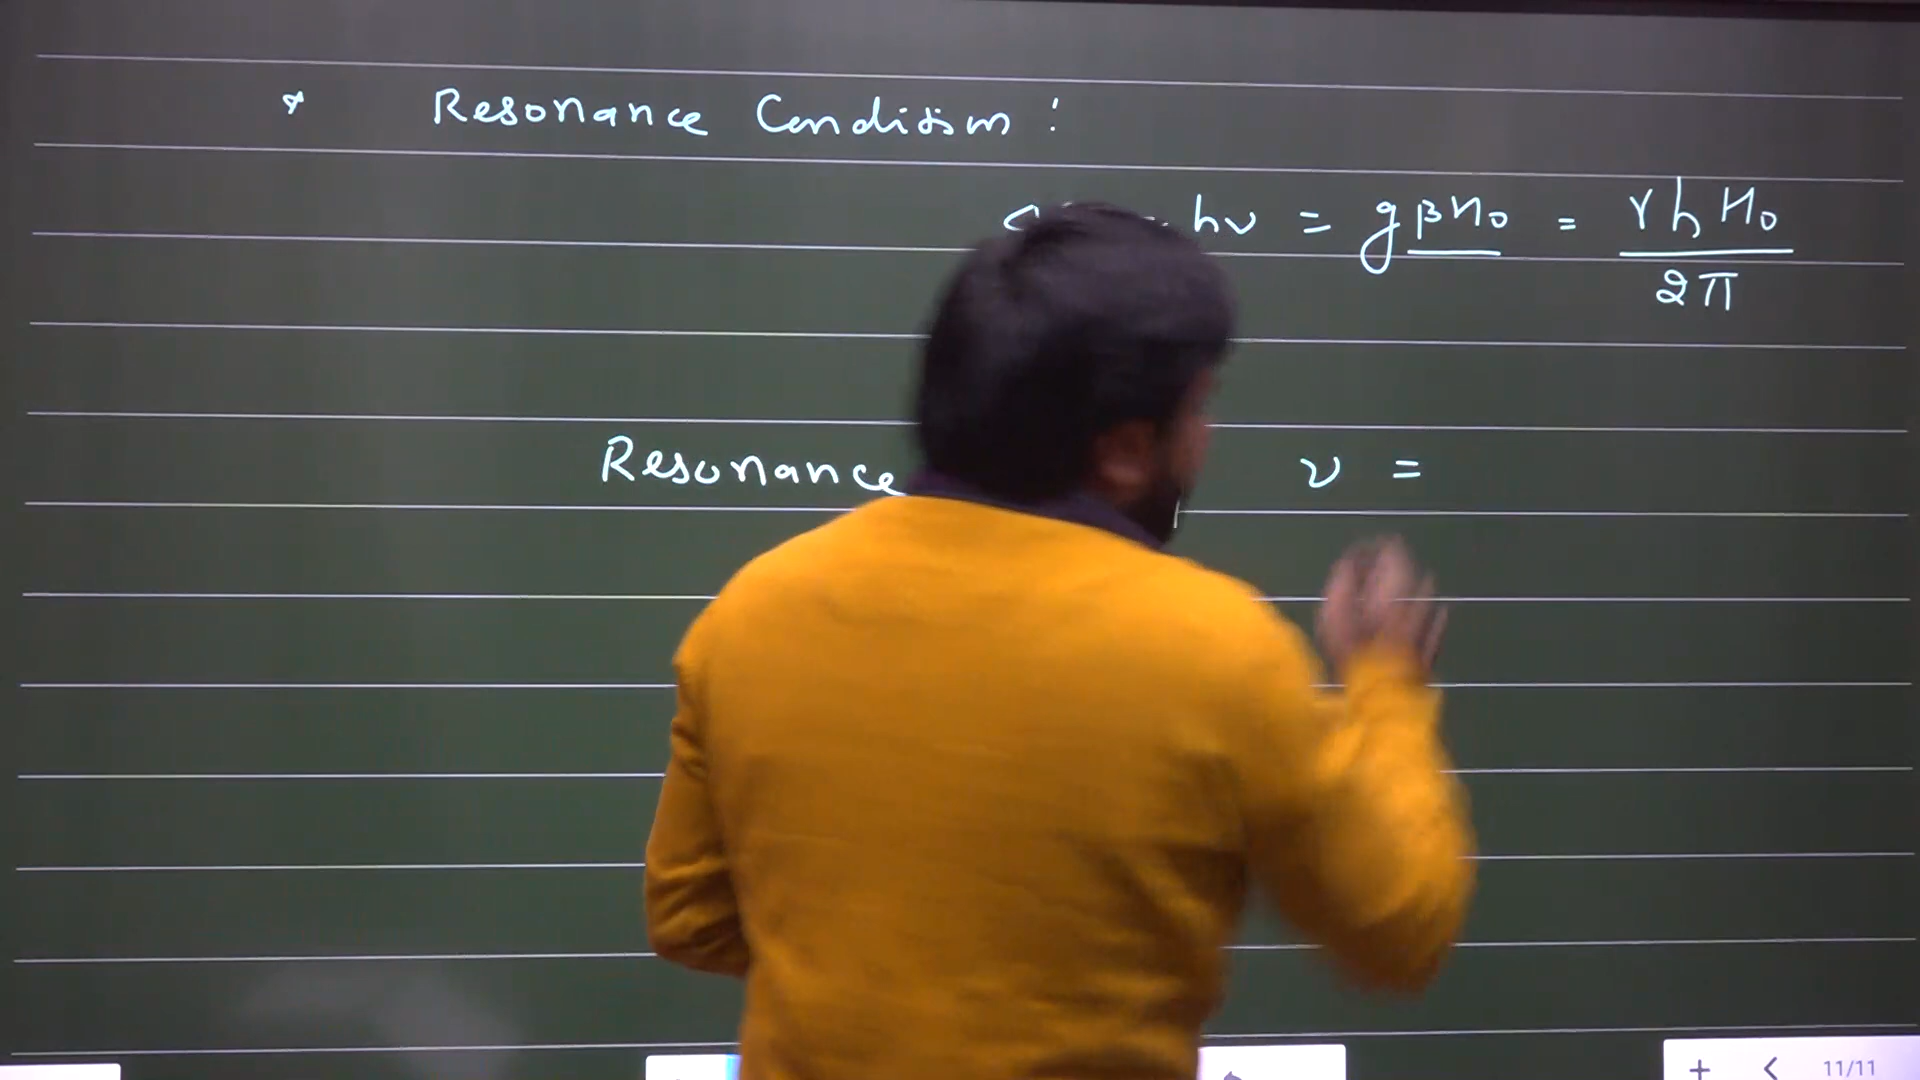 * Resonance Condition :
hν = gβH₀ = γhH₀ / 2π
Resonance ν =
+ < 11/11